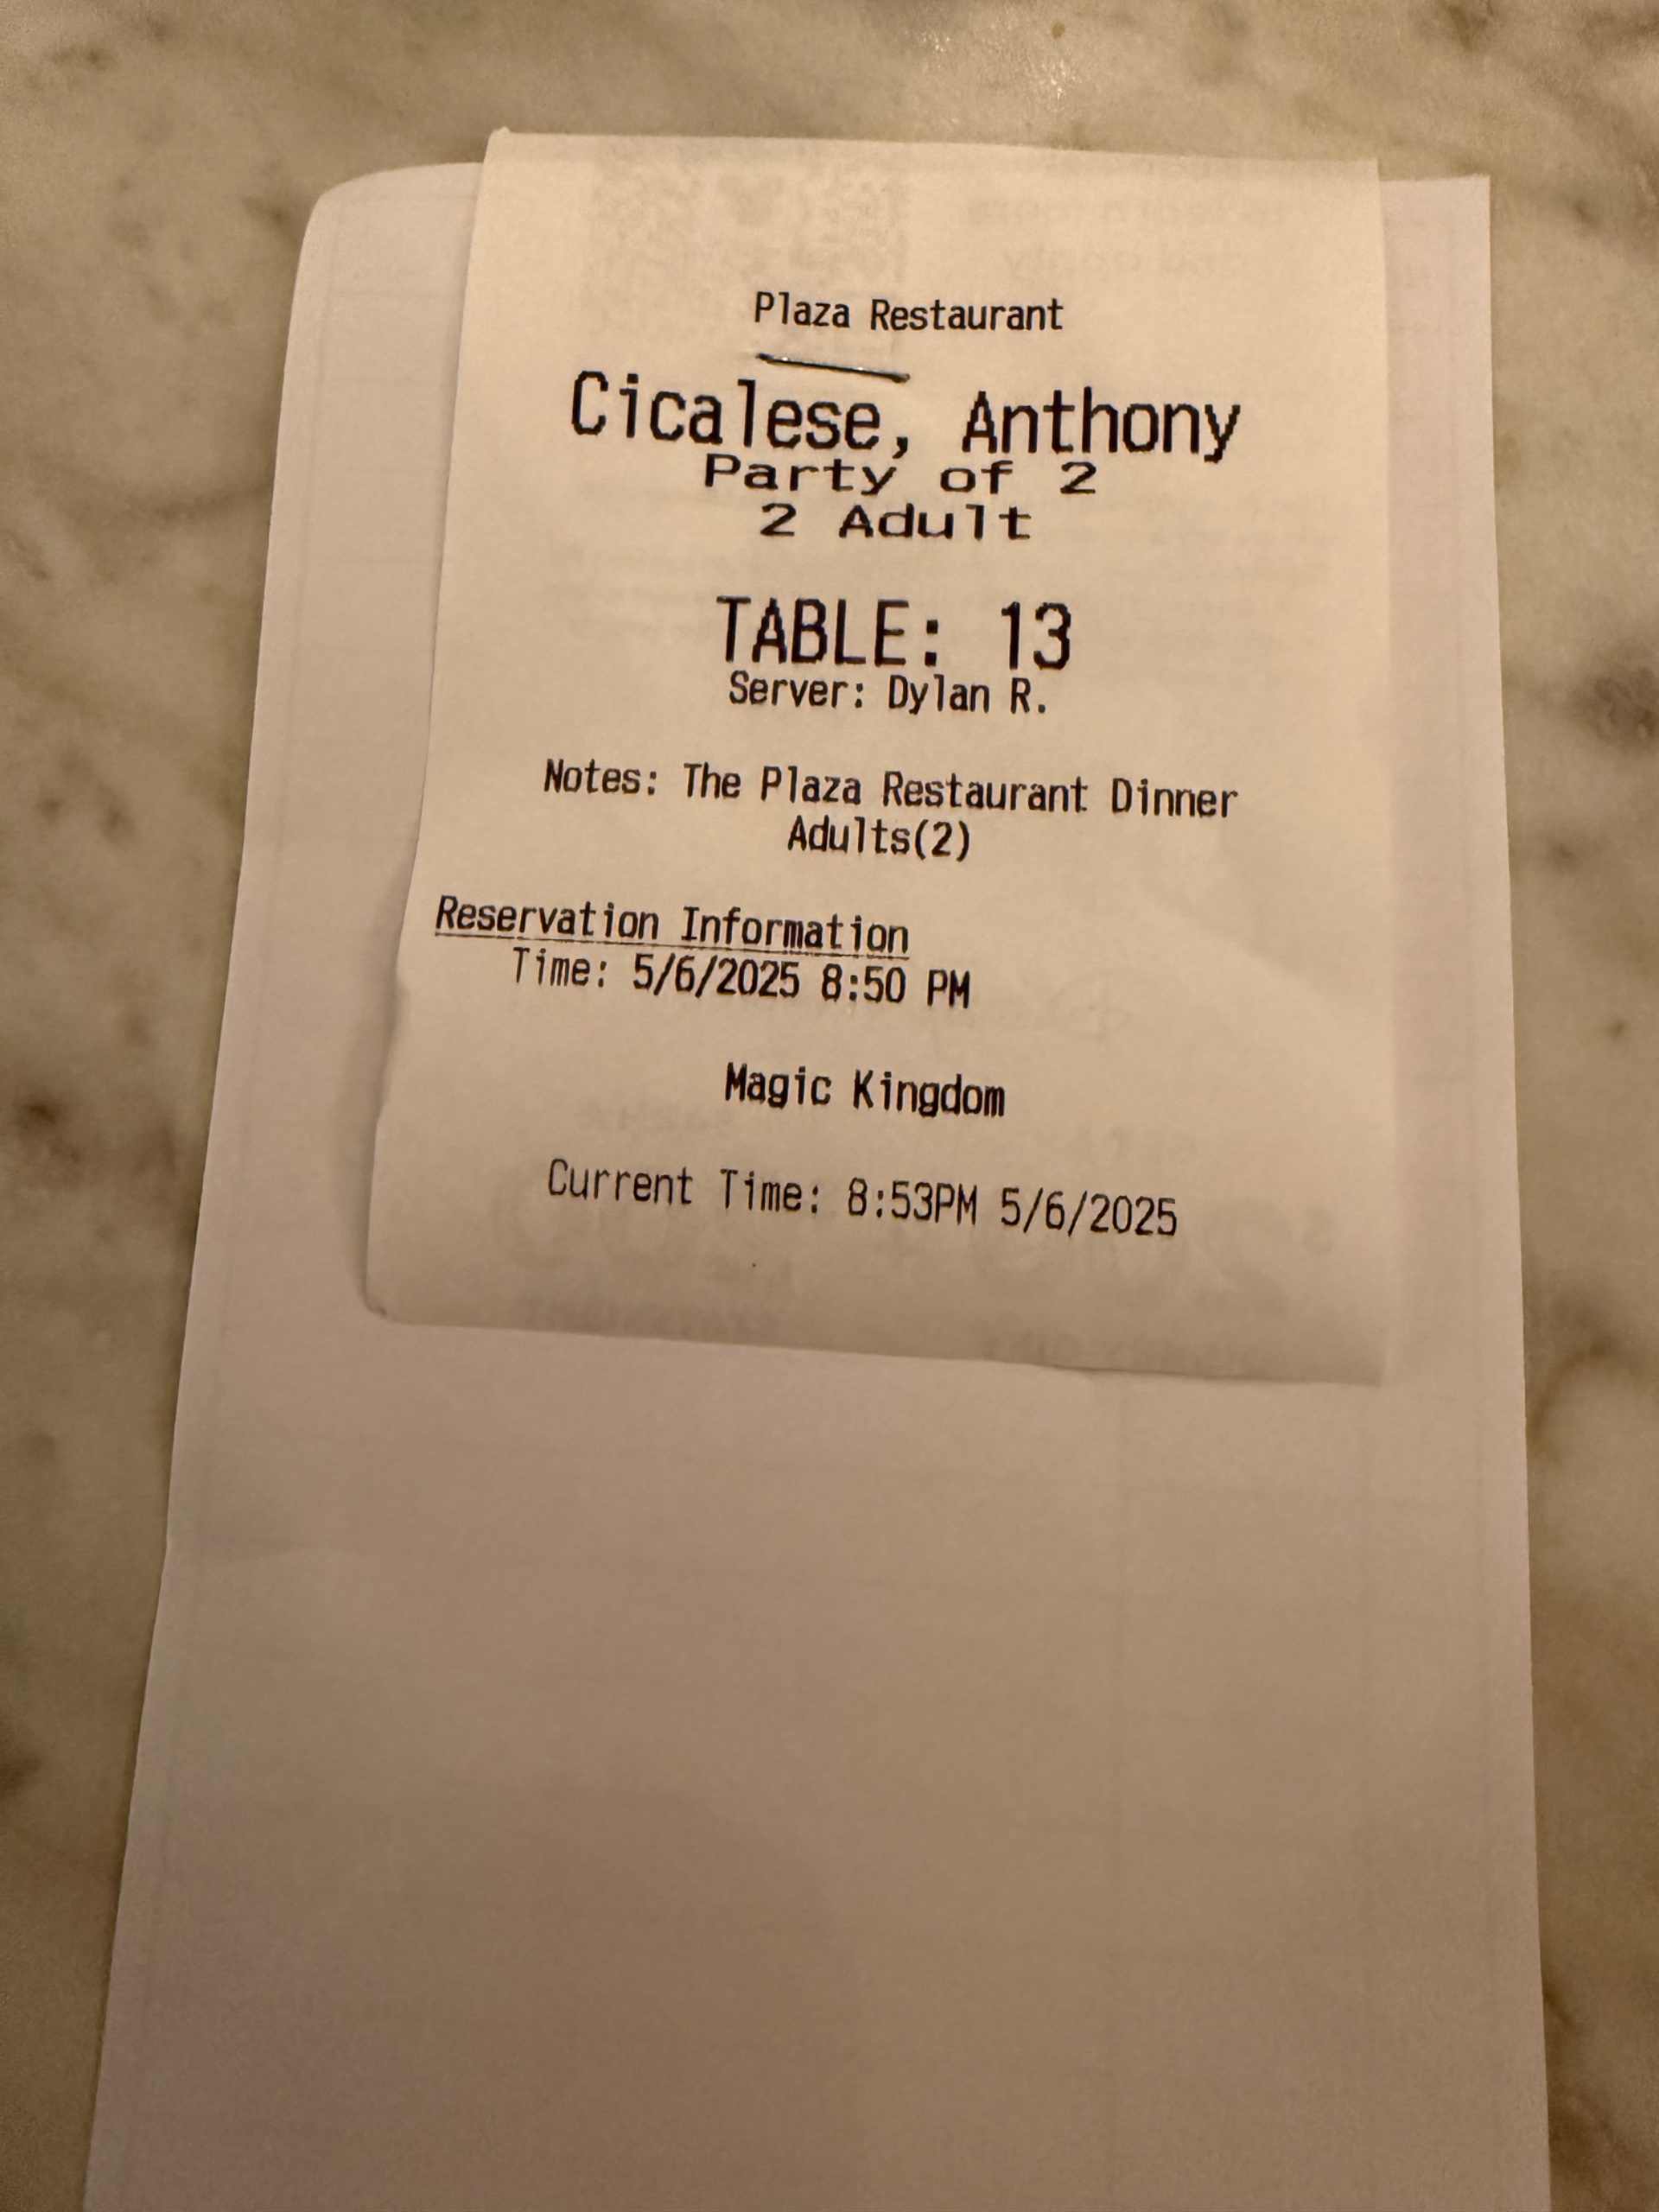 Plaza Restaurant
Cicalese, Anthony
Party of 2
2 Adult
TABLE: 13
Server: Dylan R.
Notes: The Plaza Restaurant Dinner
Adults(2)
Reservation Information
Time: 5/6/2025 8:50 PM
Magic Kingdom
Current Time: 8:53PM 5/6/2025